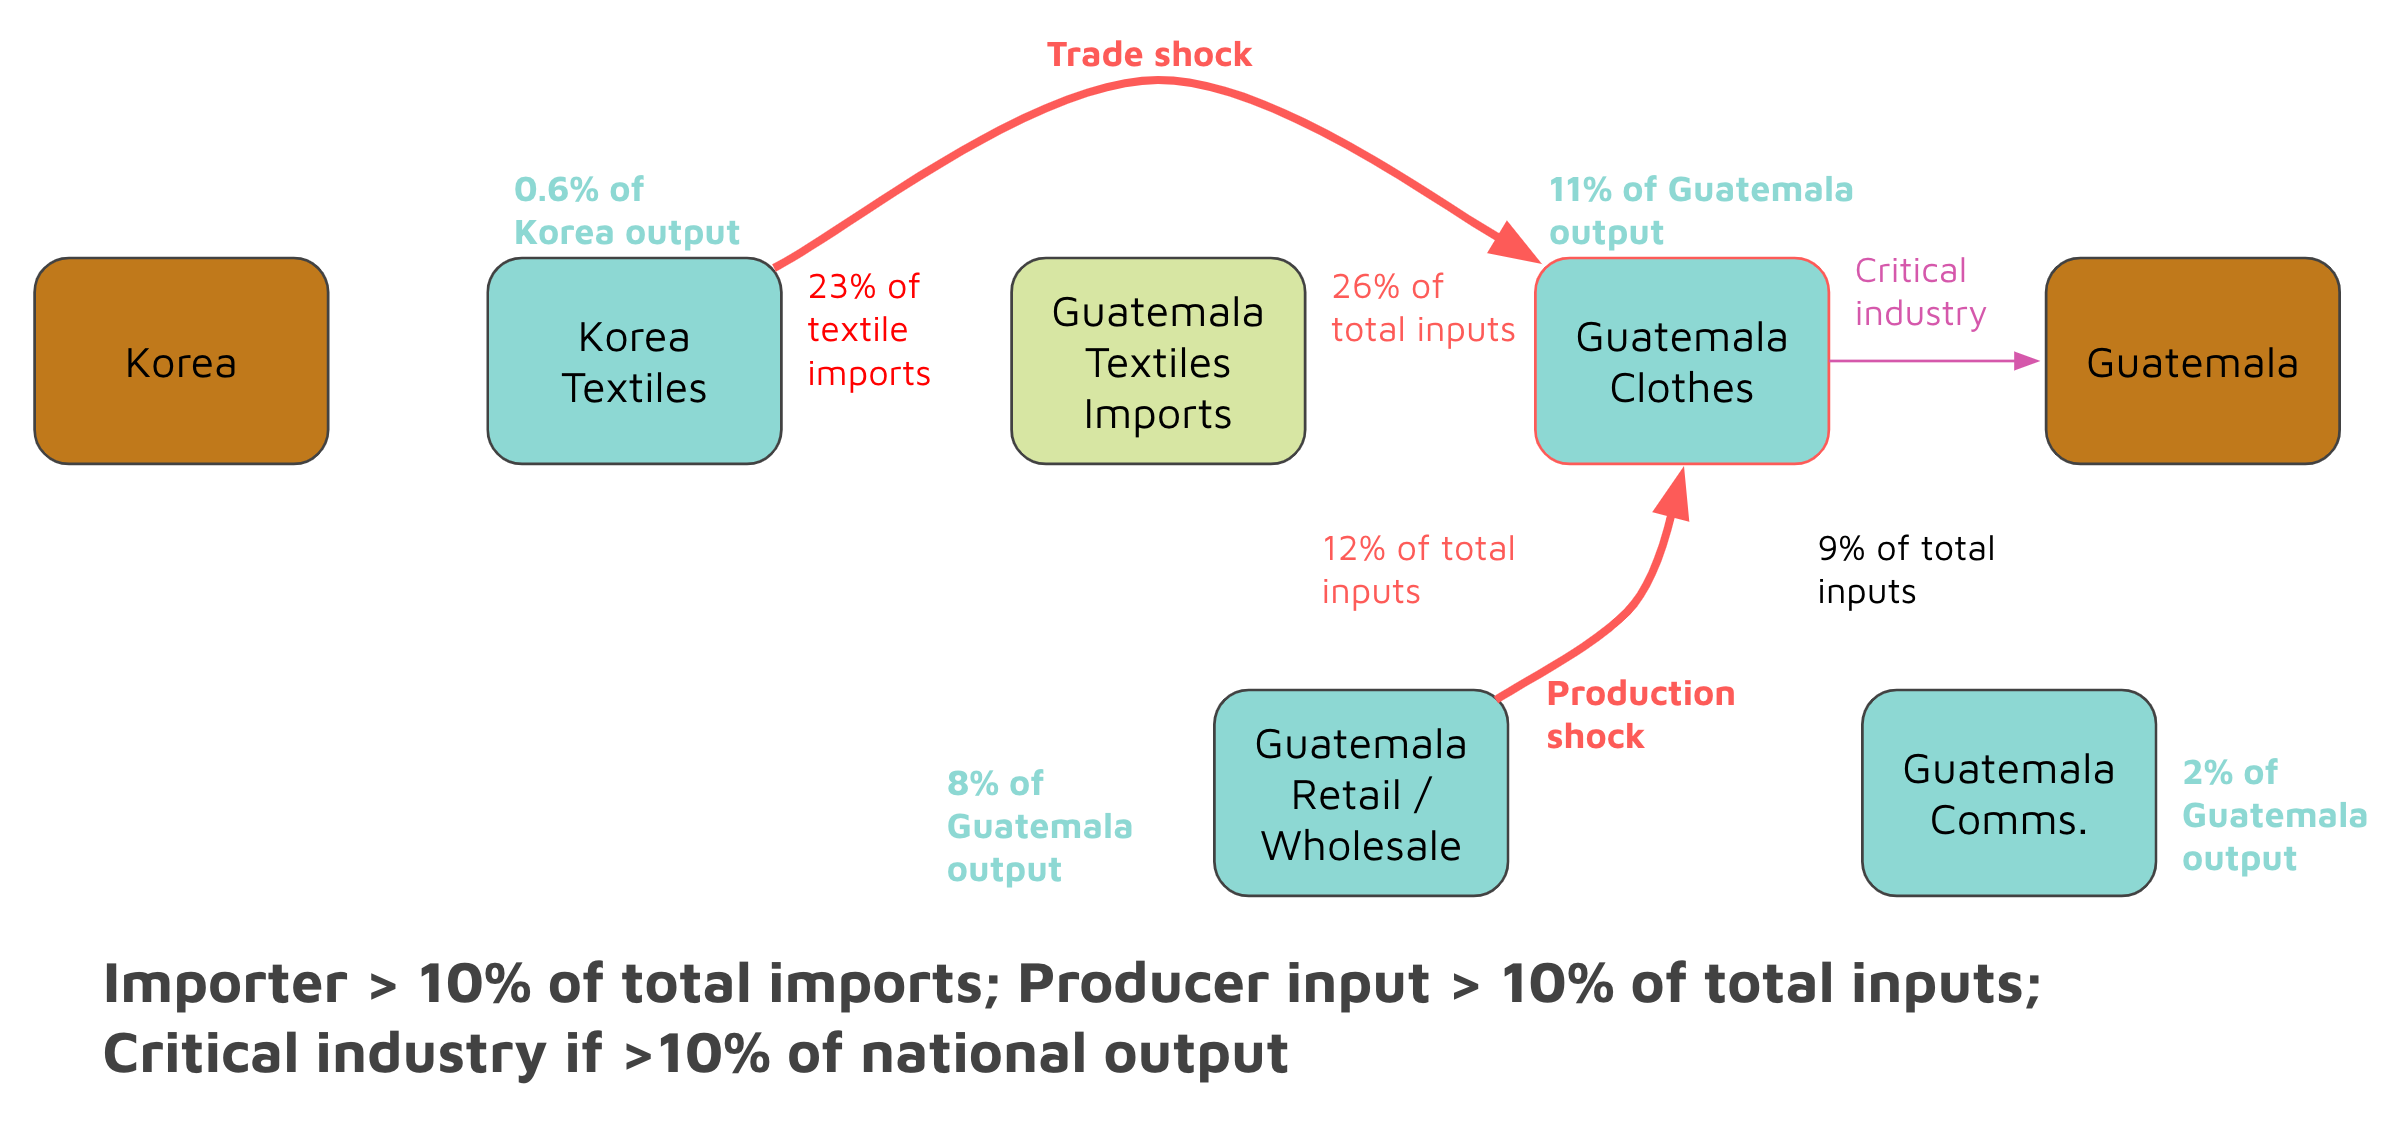 Trade shock
0.6% of
Korea output
11% of Guatemala
output
Korea
Korea
Textiles
23% of
textile
imports
Guatemala
Textiles
Imports
26% of
total inputs
Guatemala
Clothes
Critical
industry
Guatemala
12% of total
inputs
9% of total
inputs
Production
shock
8% of
Guatemala
output
Guatemala
Retail /
Wholesale
Guatemala
Comms.
2% of
Guatemala
output
Importer > 10% of total imports; Producer input > 10% of total inputs;
Critical industry if >10% of national output